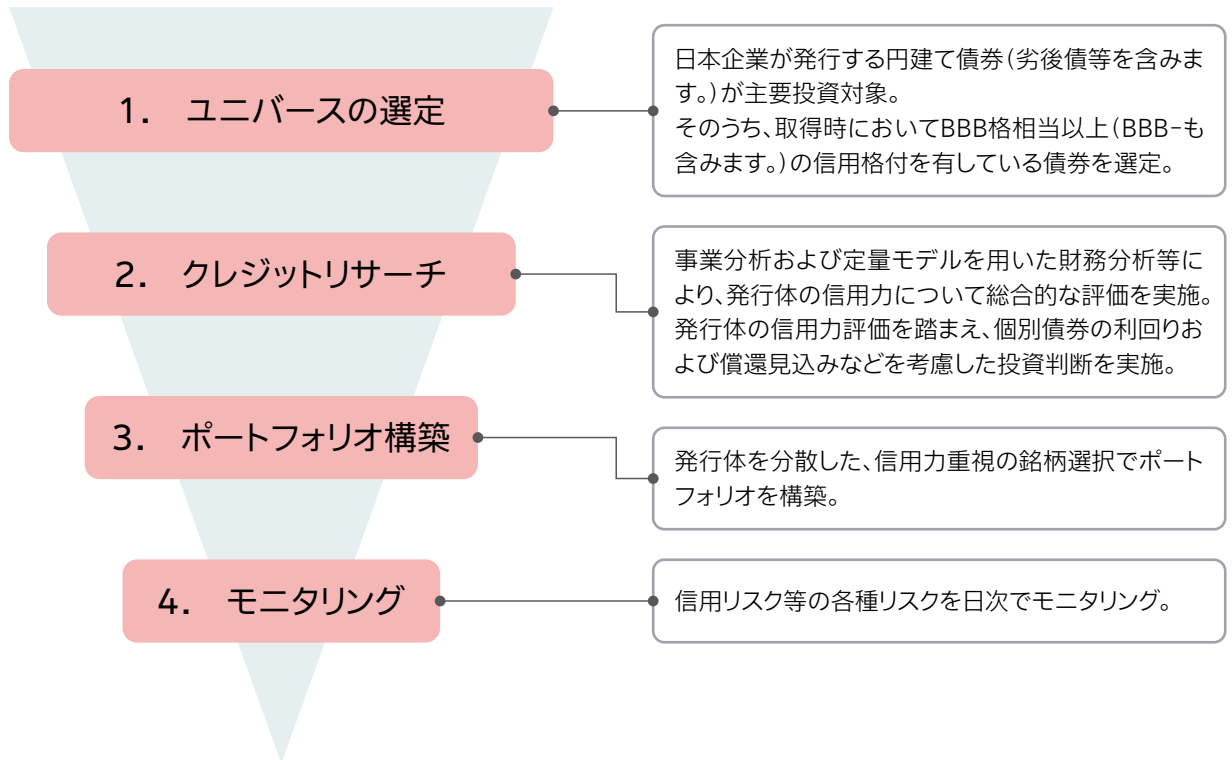 1. ユニバースの選定
日本企業が発行する円建て債券(劣後債等を含みま
す。)が主要投資対象。
そのうち、取得時においてBBB格相当以上(BBB-も
含みます。)の信用格付を有している債券を選定。
2. クレジットリサーチ
事業分析および定量モデルを用いた財務分析等に
より、発行体の信用力について総合的な評価を実施。
発行体の信用力評価を踏まえ、個別債券の利回りお
よび償還見込みなどを考慮した投資判断を実施。
3. ポートフォリオ構築
発行体を分散した、信用力重視の銘柄選択でポート
フォリオを構築。
4. モニタリング
信用リスク等の各種リスクを日次でモニタリング。